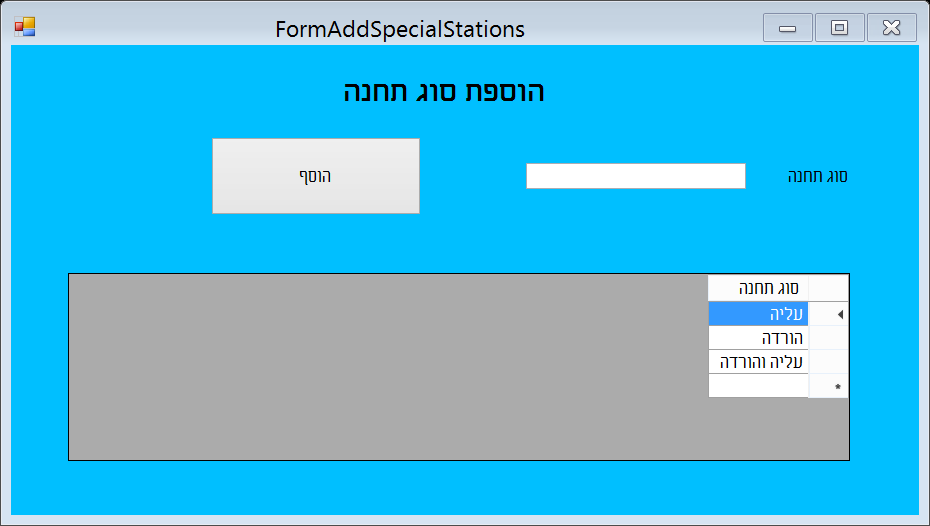 FormAddSpecialStations
הוספת סוג תחנה
סוג תחנה
הוסף
סוג תחנה
עליה
הורדה
עליה והורדה
*